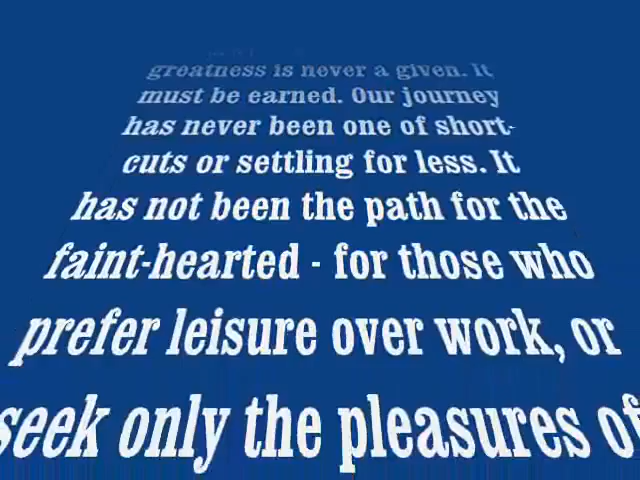 greatness is never a given. It
must be earned. Our journey
has never been one of short-
cuts or settling for less. It
has not been the path for the
faint-hearted - for those who
prefer leisure over work, or
seek only the pleasures of